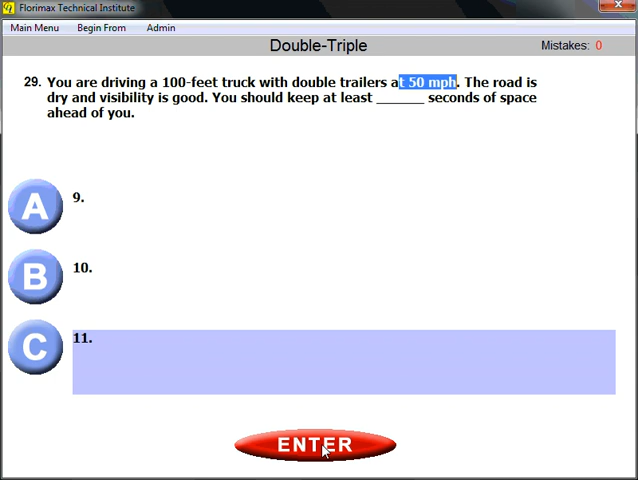 Florimax Technical Institute
Main Menu Begin From Admin
Double-Triple Mistakes: 0
29. You are driving a 100-feet truck with double trailers at 50 mph. The road is
dry and visibility is good. You should keep at least ______ seconds of space
ahead of you.
A 9.
B 10.
C 11.
ENTER